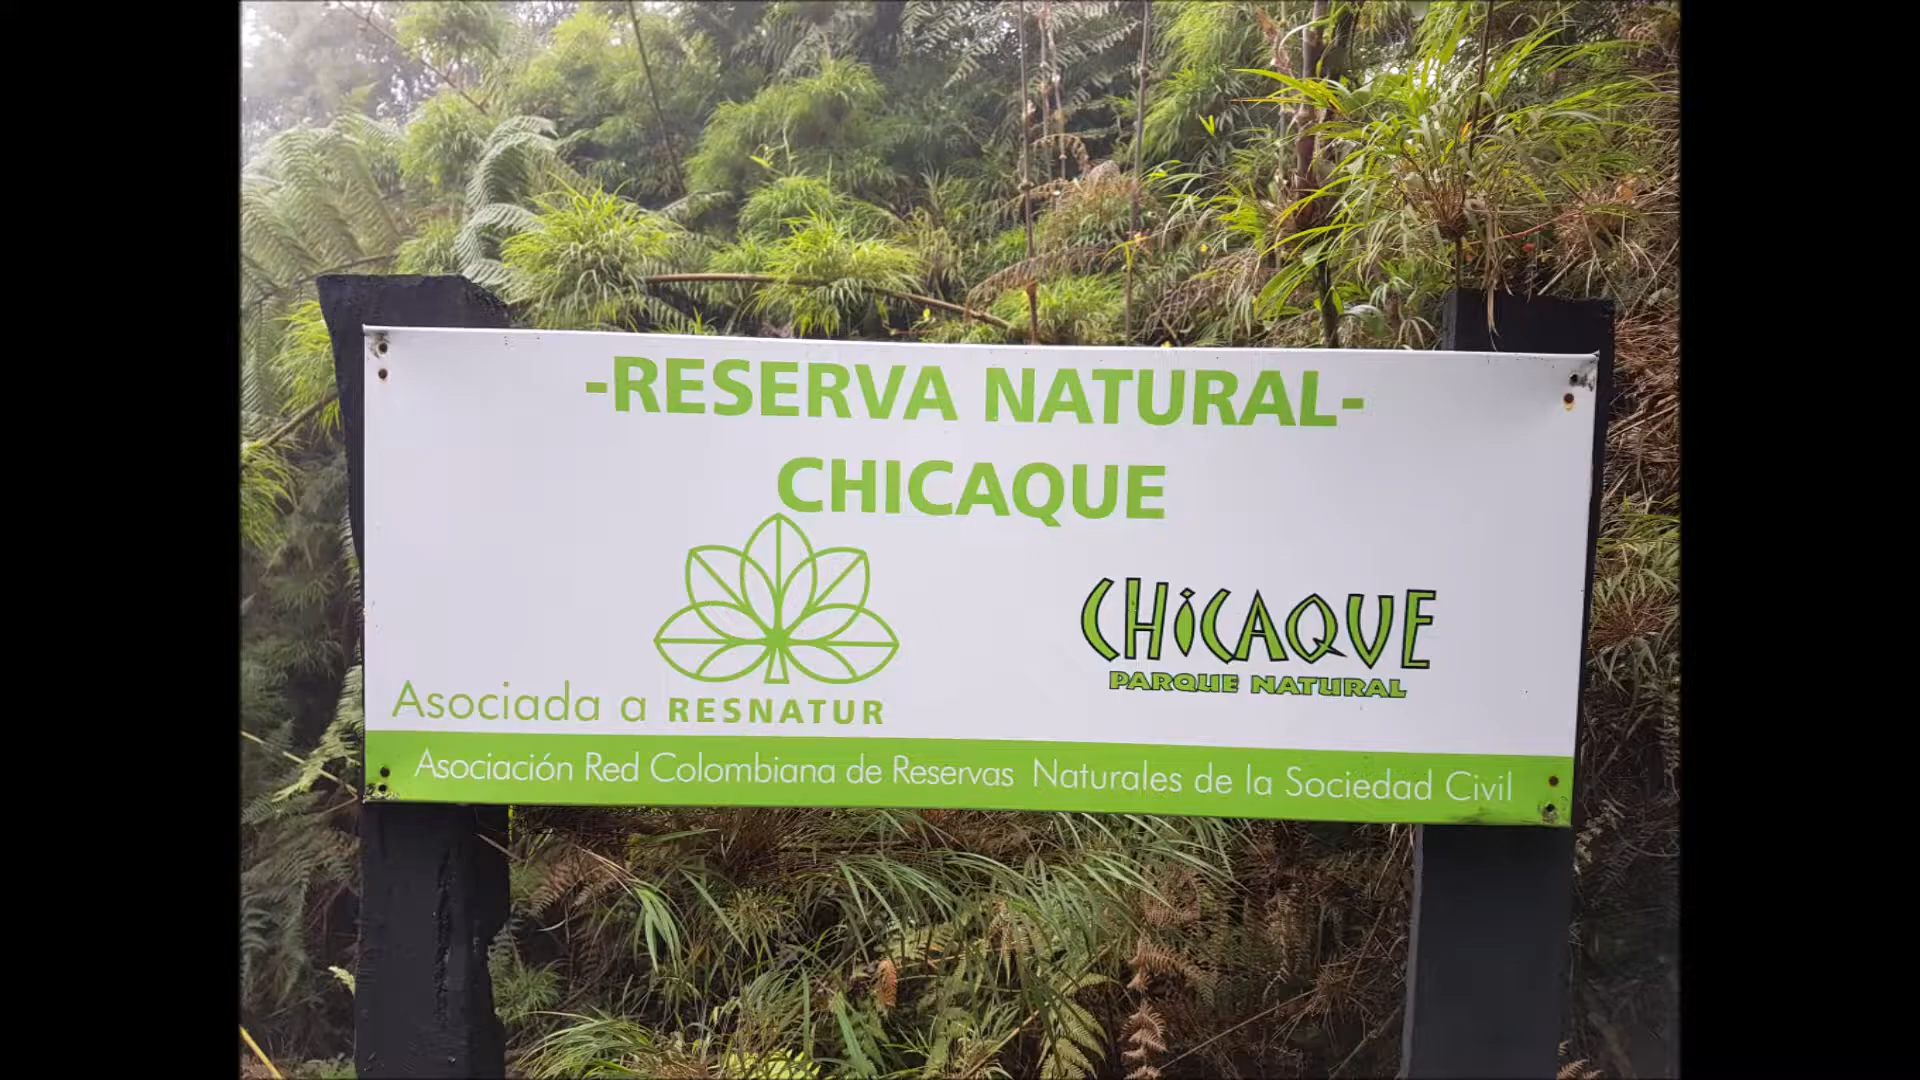 -RESERVA NATURAL-
CHICAQUE
Asociada a RESNATUR
CHiCAQUE
PARQUE NATURAL
Asociación Red Colombiana de Reservas Naturales de la Sociedad Civil